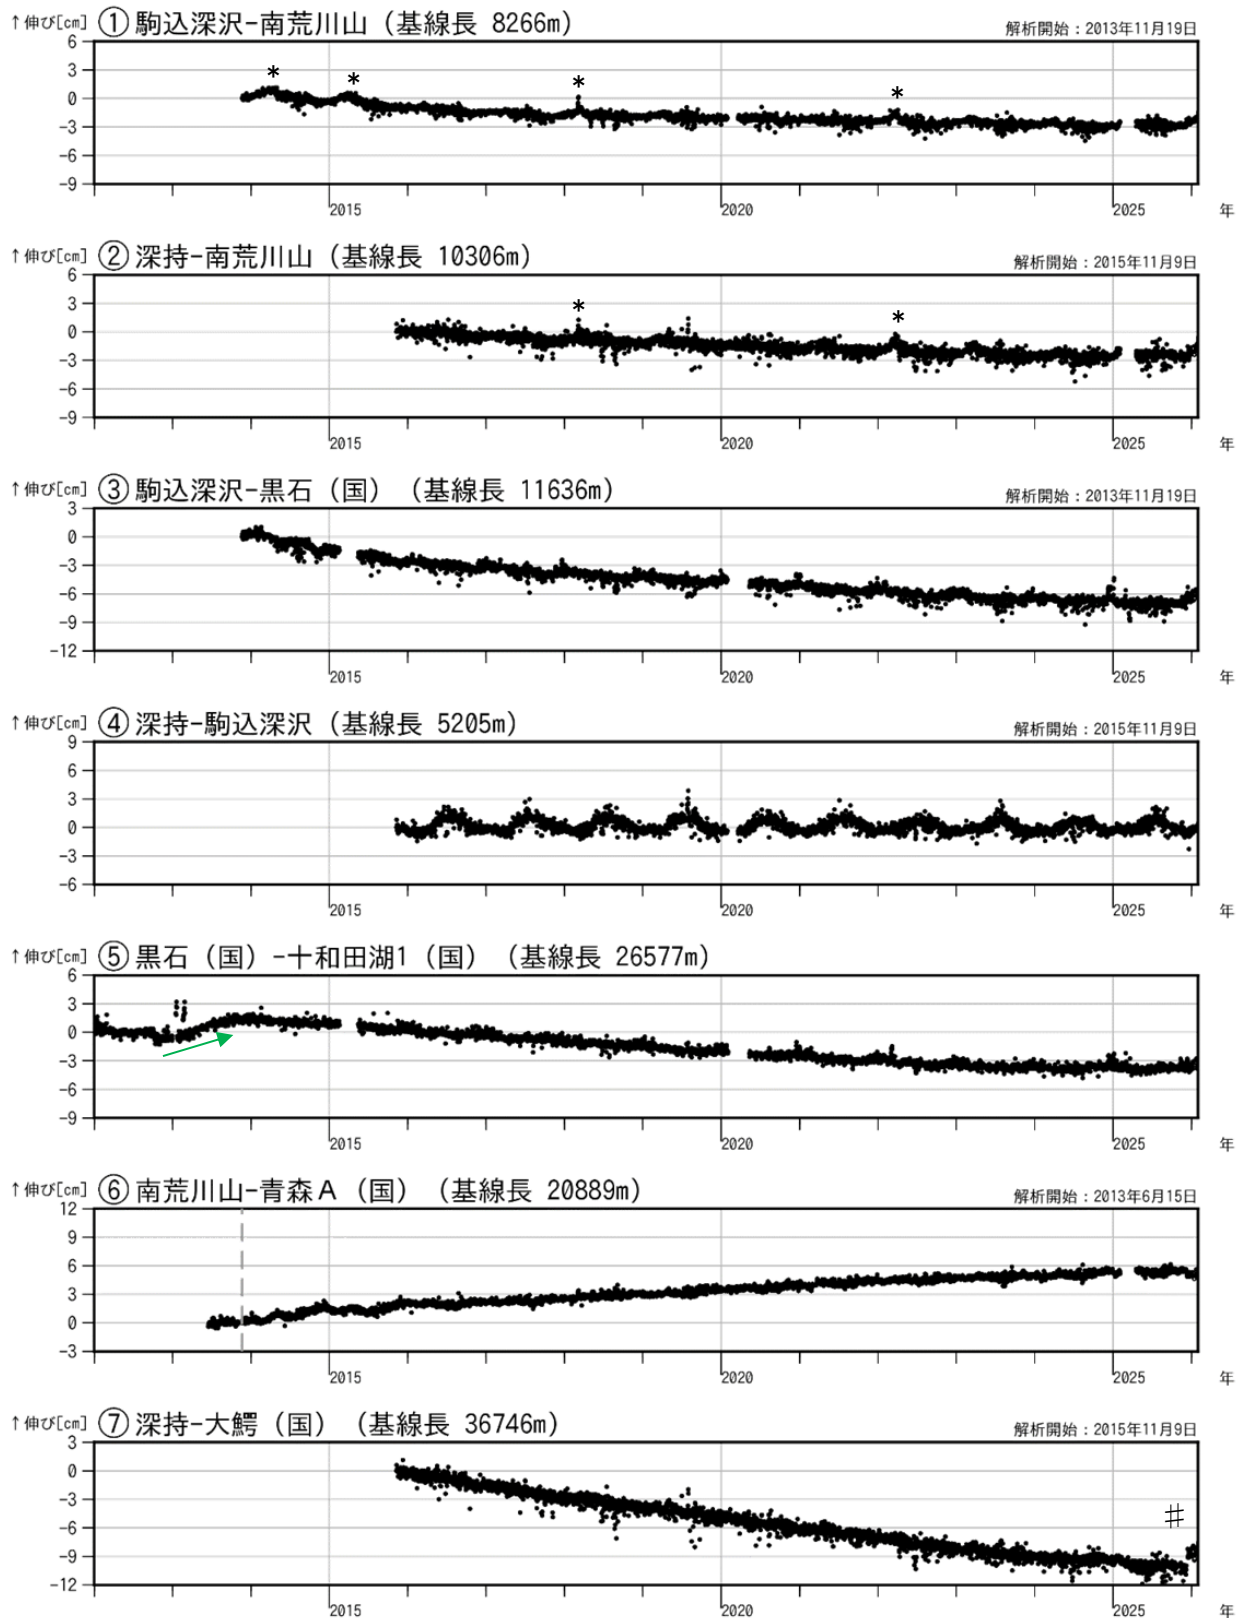 ↑伸び[cm] ①駒込深沢-南荒川山（基線長 8266m） 解析開始：2013年11月19日
6
3
0
-3
-6
-9
* * * *
2015 2020 2025 年
↑伸び[cm] ②深持-南荒川山（基線長 10306m） 解析開始：2015年11月9日
6
3
0
-3
-6
-9
* *
2015 2020 2025 年
↑伸び[cm] ③駒込深沢-黒石（国）（基線長 11636m） 解析開始：2013年11月19日
3
0
-3
-6
-9
-12
2015 2020 2025 年
↑伸び[cm] ④深持-駒込深沢（基線長 5205m） 解析開始：2015年11月9日
9
6
3
0
-3
-6
2015 2020 2025 年
↑伸び[cm] ⑤黒石（国）-十和田湖1（国）（基線長 26577m）
6
3
0
-3
-6
-9
2015 2020 2025 年
↑伸び[cm] ⑥南荒川山-青森Ａ（国）（基線長 20889m） 解析開始：2013年6月15日
12
9
6
3
0
-3
2015 2020 2025 年
↑伸び[cm] ⑦深持-大鰐（国）（基線長 36746m） 解析開始：2015年11月9日
3
0
-3
-6
-9
-12
#
2015 2020 2025 年